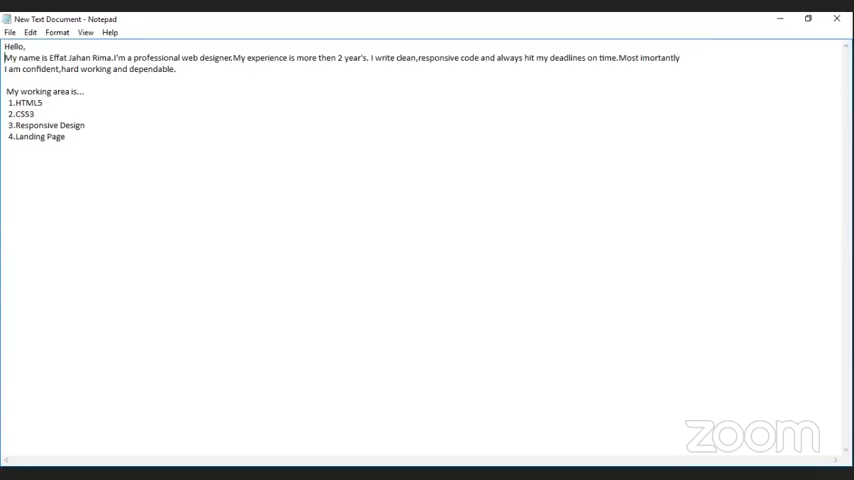 New Text Document - Notepad
File Edit Format View Help
Hello,
My name is Effat Jahan Rima.I'm a professional web designer.My experience is more then 2 year's. I write clean,responsive code and always hit my deadlines on time.Most imortantly
I am confident,hard working and dependable.
My working area is...
1.HTML5
2.CSS3
3.Responsive Design
4.Landing Page
zoom